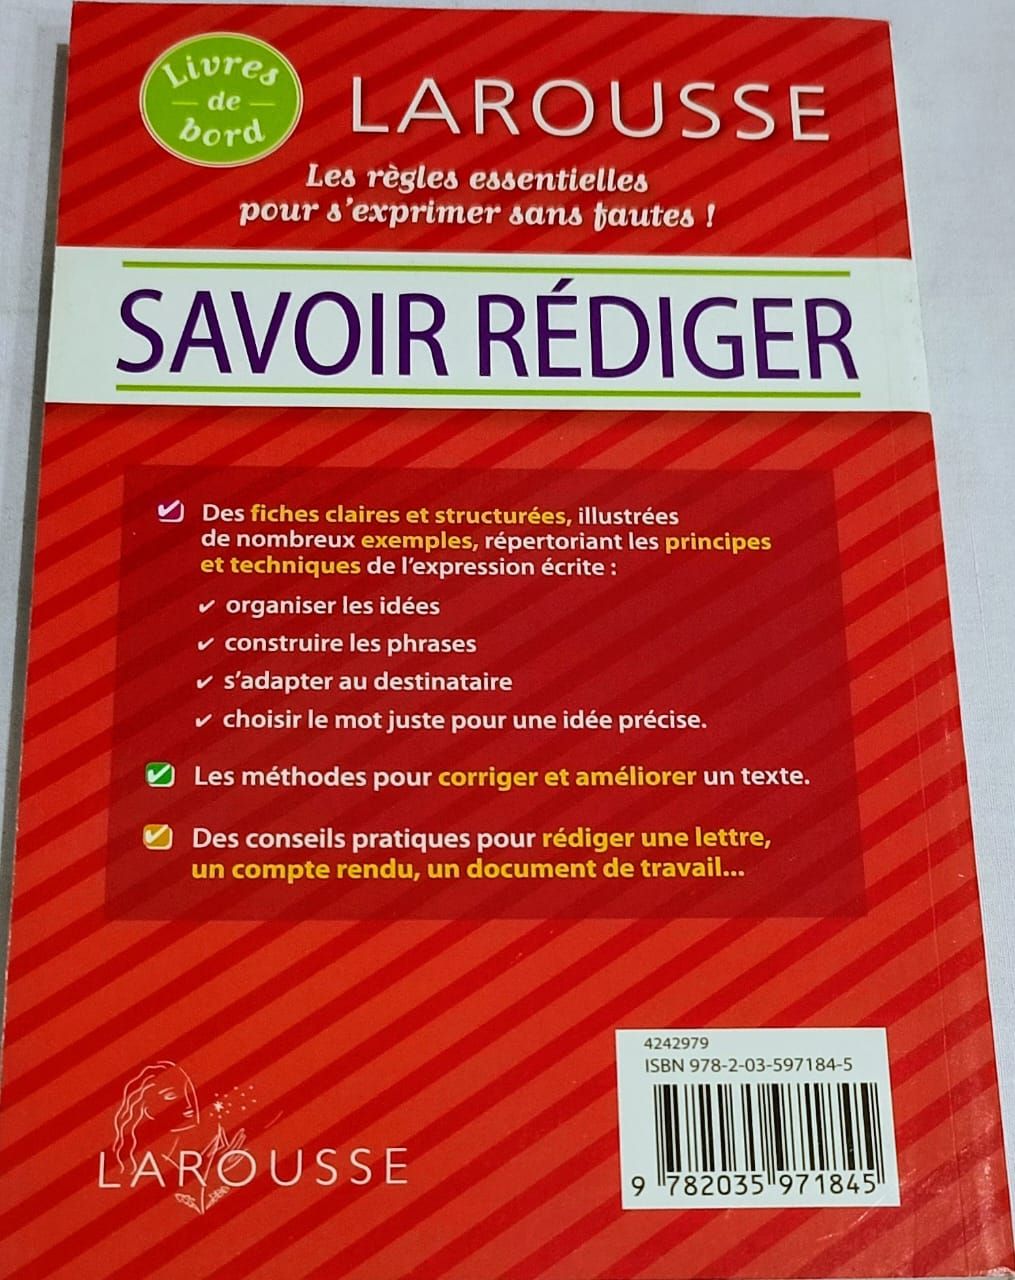 Livres
de
bord
LAROUSSE
Les règles essentielles
pour s'exprimer sans fautes !
SAVOIR RÉDIGER
Des fiches claires et structurées, illustrées
de nombreux exemples, répertoriant les principes
et techniques de l'expression écrite :
organiser les idées
construire les phrases
s'adapter au destinataire
choisir le mot juste pour une idée précise.
Les méthodes pour corriger et améliorer un texte.
Des conseils pratiques pour rédiger une lettre,
un compte rendu, un document de travail...
4242979
ISBN 978-2-03-597184-5
9 782035 971845
LAROUSSE